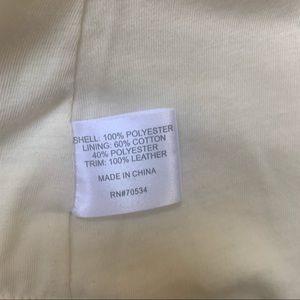 SHELL: 100% POLYESTER
LINING: 60% COTTON
40% POLYESTER
TRIM: 100% LEATHER
MADE IN CHINA
RN#70534